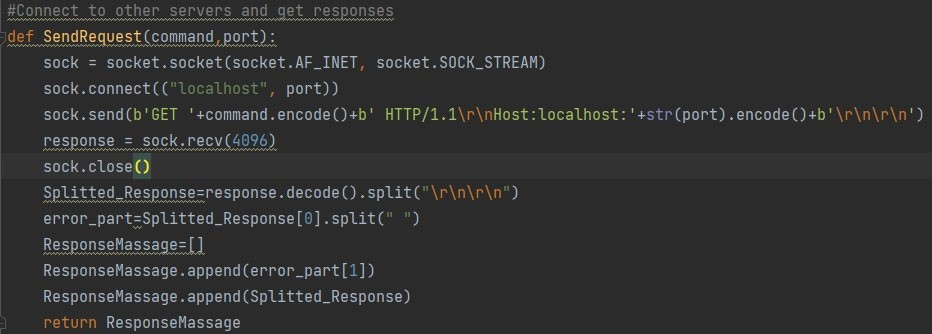 #Connect to other servers and get responses
def SendRequest(command,port):
    sock = socket.socket(socket.AF_INET, socket.SOCK_STREAM)
    sock.connect(("localhost", port))
    sock.send(b'GET '+command.encode()+b' HTTP/1.1\r\nHost:localhost:'+str(port).encode()+b'\r\n\r\n')
    response = sock.recv(4096)
    sock.close()
    Splitted_Response=response.decode().split("\r\n\r\n")
    error_part=Splitted_Response[0].split(" ")
    ResponseMassage=[]
    ResponseMassage.append(error_part[1])
    ResponseMassage.append(Splitted_Response)
    return ResponseMassage